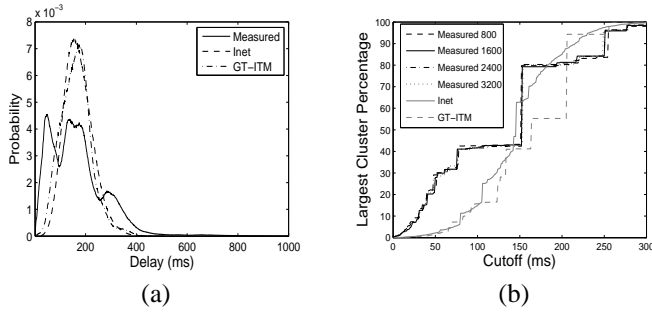 8 x 10⁻³
7
6
5
4
3
2
1
0
Probability
0 200 400 600 800 1000
Delay (ms)
Measured
Inet
GT−ITM
(a)
100
90
80
70
60
50
40
30
20
10
0
Largest Cluster Percentage
0 50 100 150 200 250 300
Cutoff (ms)
Measured 800
Measured 1600
Measured 2400
Measured 3200
Inet
GT−ITM
(b)